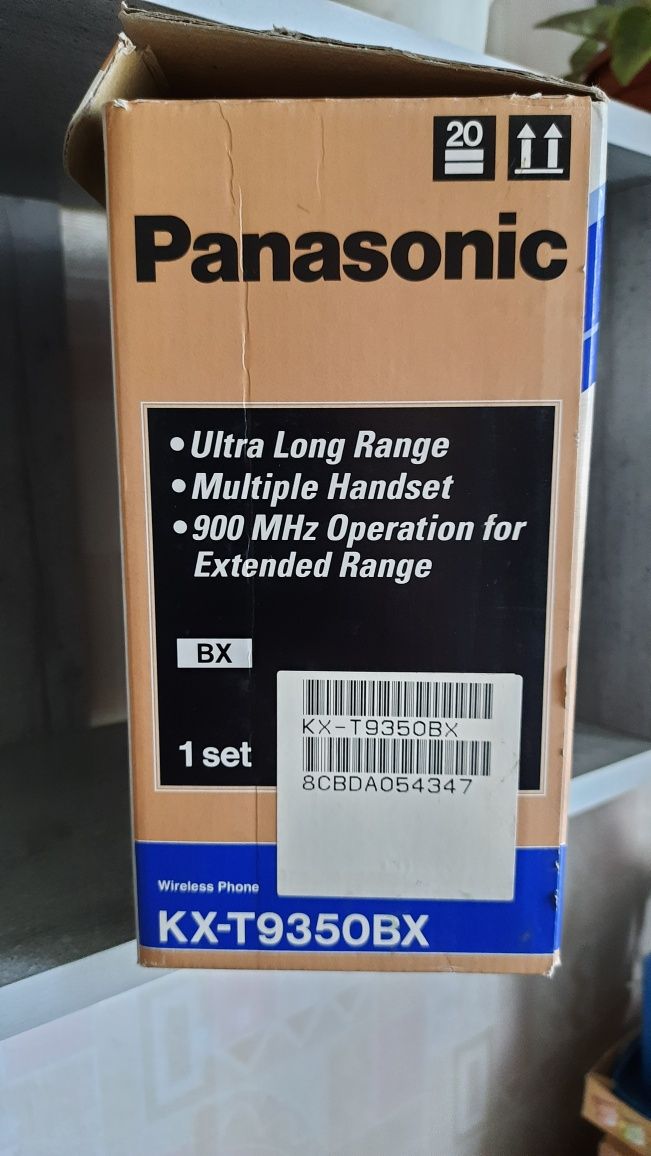 20
Panasonic
•Ultra Long Range
•Multiple Handset
•900 MHz Operation for
Extended Range
BX
1 set
KX-T9350BX
8CBDA054347
Wireless Phone
KX-T9350BX